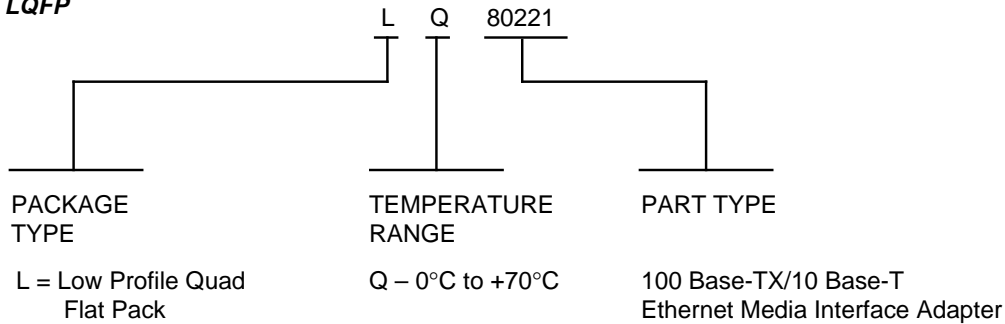 LQFP
L Q 80221
PACKAGE
TYPE
TEMPERATURE
RANGE
PART TYPE
L = Low Profile Quad
Flat Pack
Q – 0°C to +70°C
100 Base-TX/10 Base-T
Ethernet Media Interface Adapter